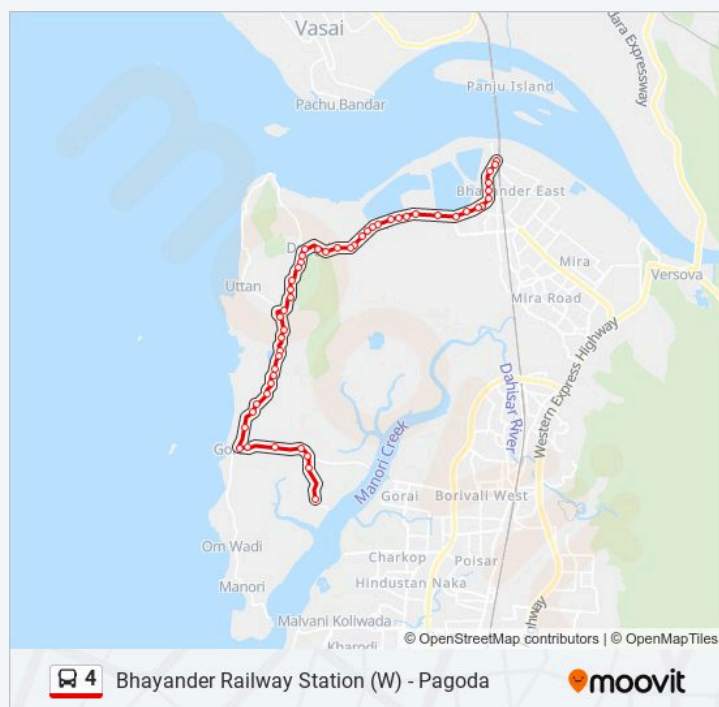 Vasai
Pachu Bandar
Panju Island
Bhayander East
Uttan
Mira
Versova
Mira Road
Western Express Highway
Dahisar River
Manori Creek
Gorai
Borivali West
Om Wadi
Charkop
Poisar
Manori
Hindustan Naka
Malvani Koliwada
© OpenStreetMap contributors | © OpenMapTiles
4 Bhayander Railway Station (W) - Pagoda
moovit